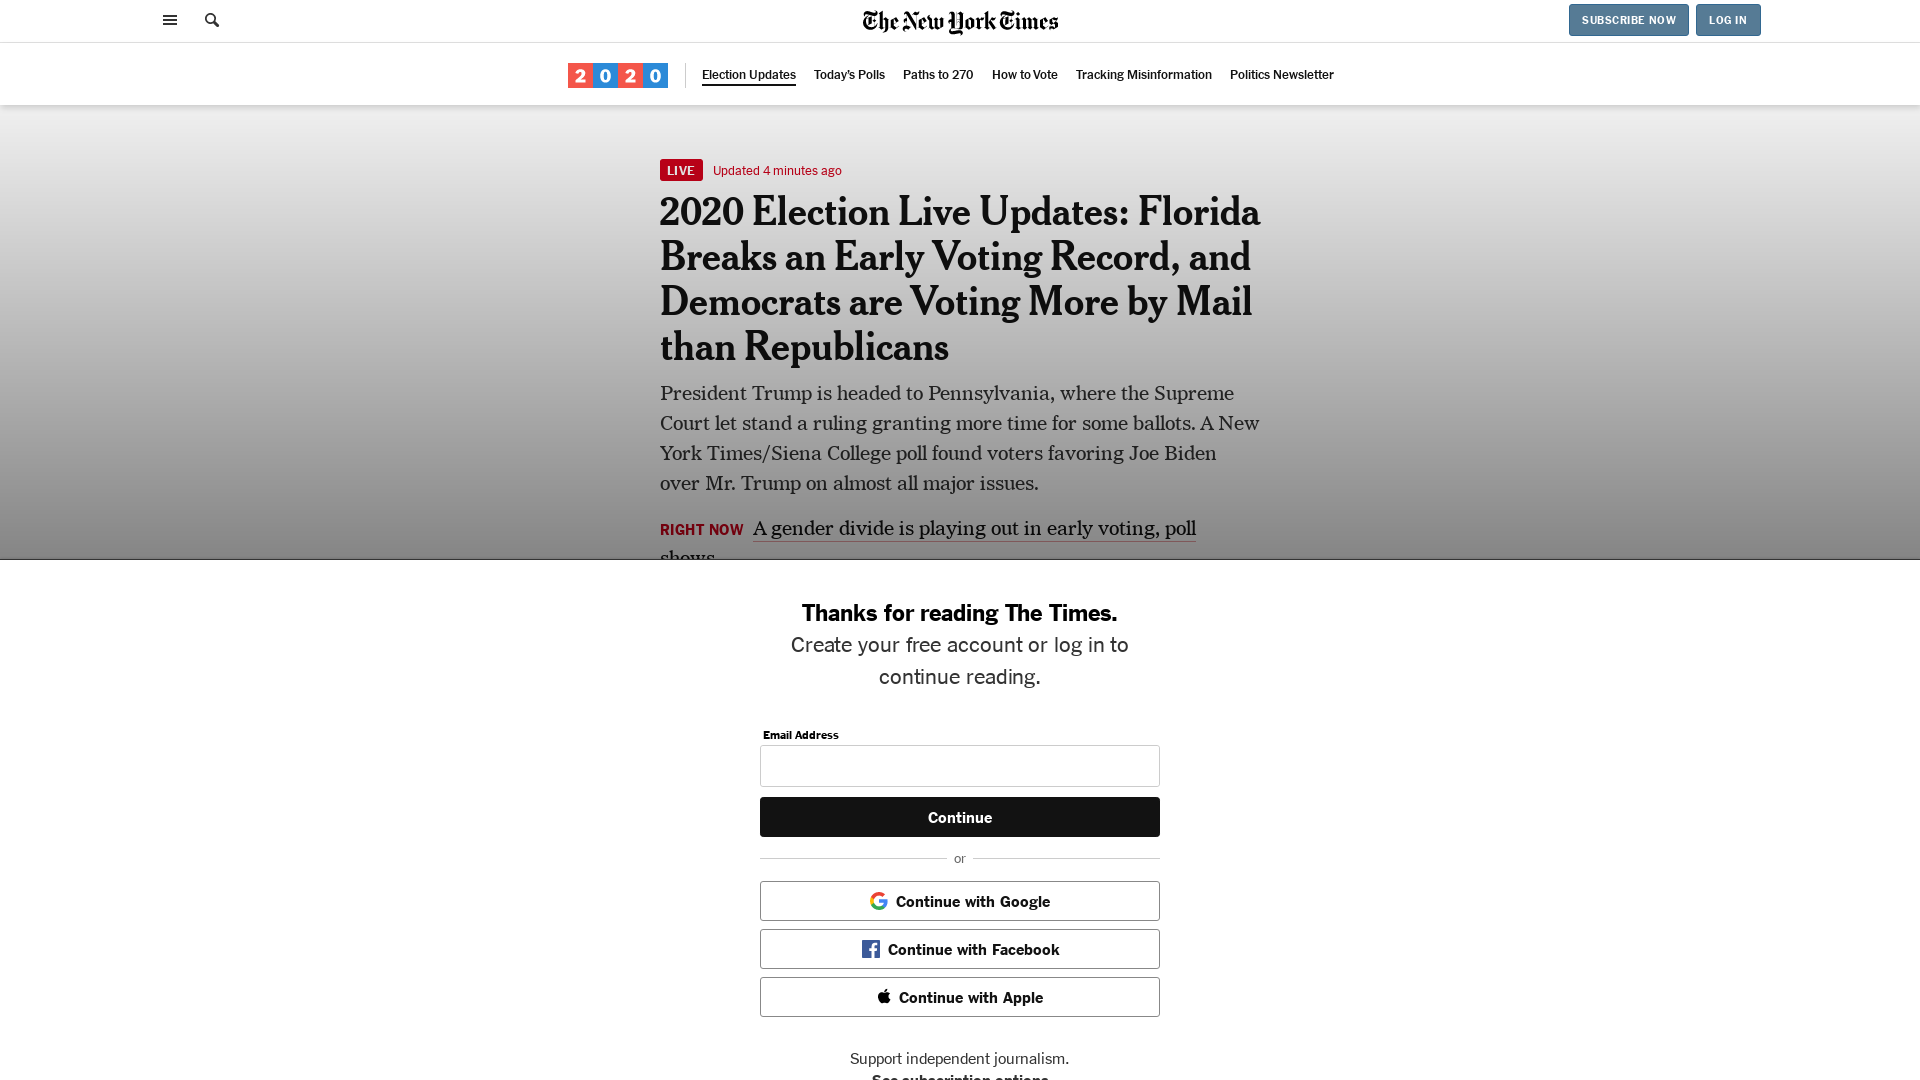 The New York Times
SUBSCRIBE NOW
LOG IN
2020
Election Updates
Today's Polls
Paths to 270
How to Vote
Tracking Misinformation
Politics Newsletter
LIVE Updated 4 minutes ago
2020 Election Live Updates: Florida
Breaks an Early Voting Record, and
Democrats are Voting More by Mail
than Republicans
President Trump is headed to Pennsylvania, where the Supreme
Court let stand a ruling granting more time for some ballots. A New
York Times/Siena College poll found voters favoring Joe Biden
over Mr. Trump on almost all major issues.
RIGHT NOW A gender divide is playing out in early voting, poll
shows.
Thanks for reading The Times.
Create your free account or log in to
continue reading.
Email Address
Continue
or
Continue with Google
Continue with Facebook
Continue with Apple
Support independent journalism.
See subscription options.